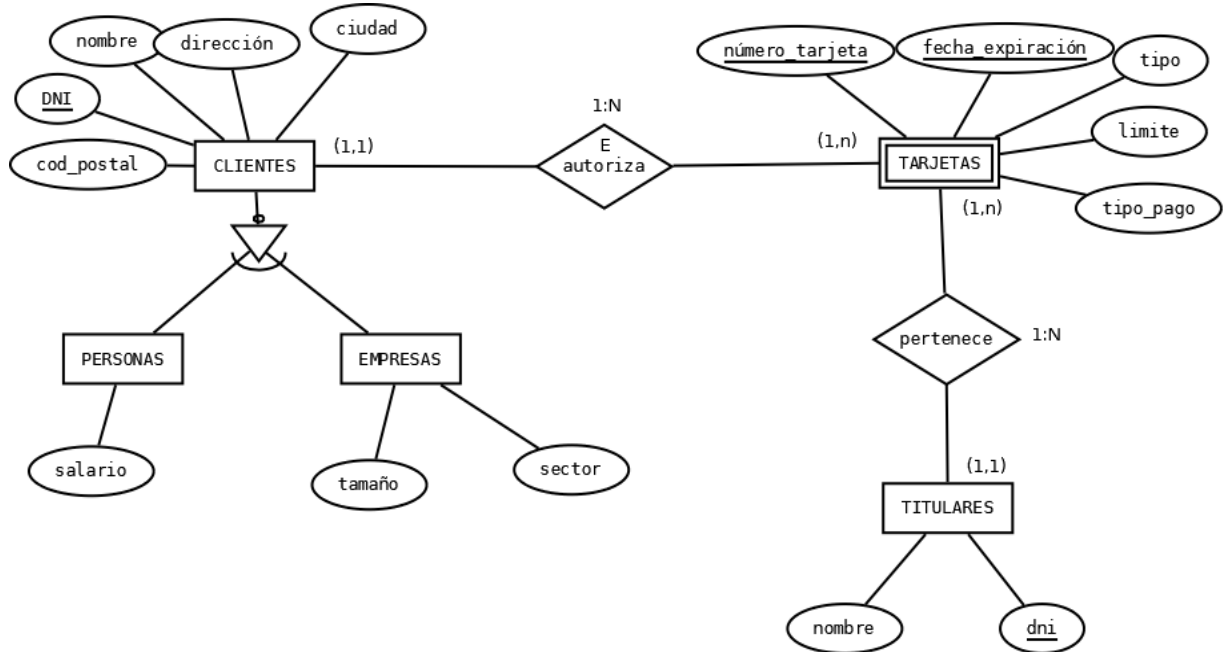 nombre
dirección
ciudad
DNI
cod_postal
CLIENTES
(1,1)
1:N
E
autoriza
(1,n)
número_tarjeta
fecha_expiración
tipo
limite
TARJETAS
tipo_pago
(1,n)
pertenece
1:N
PERSONAS
EMPRESAS
salario
tamaño
sector
(1,1)
TITULARES
nombre
dni